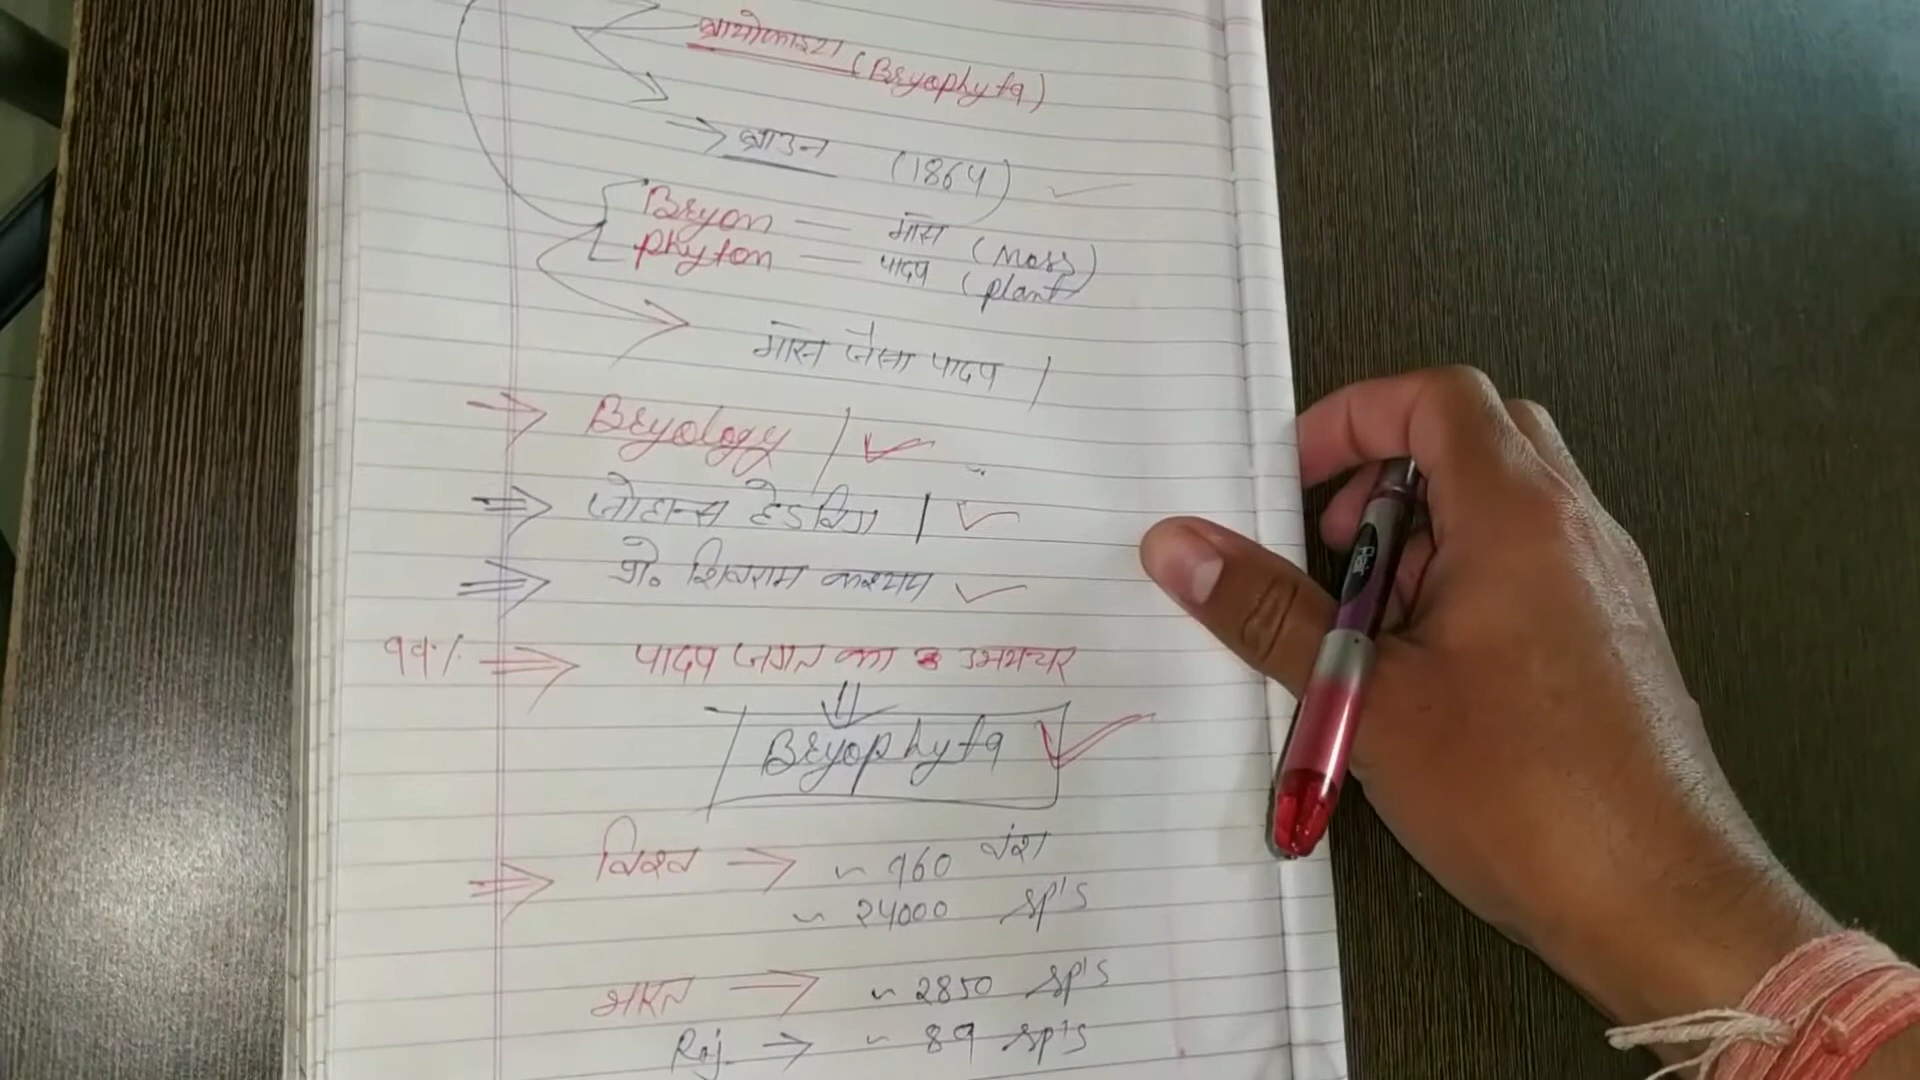 ब्रायोफाइटा (Bryophyta)
ब्राउन (1864)
Bryon — मॉस (Moss)
Phyton — पादप (plant)
मॉस जैसा पादप |
Bryology |
जोहान्स हेडविग |
प्रो. शिवराम कश्यप
पादप जगत का उभयचर
Bryophyta
विश्व → ~ 960 वंश
~ 24000 sp's
भारत → ~ 2850 sp's
Raj. → ~ 89 sp's